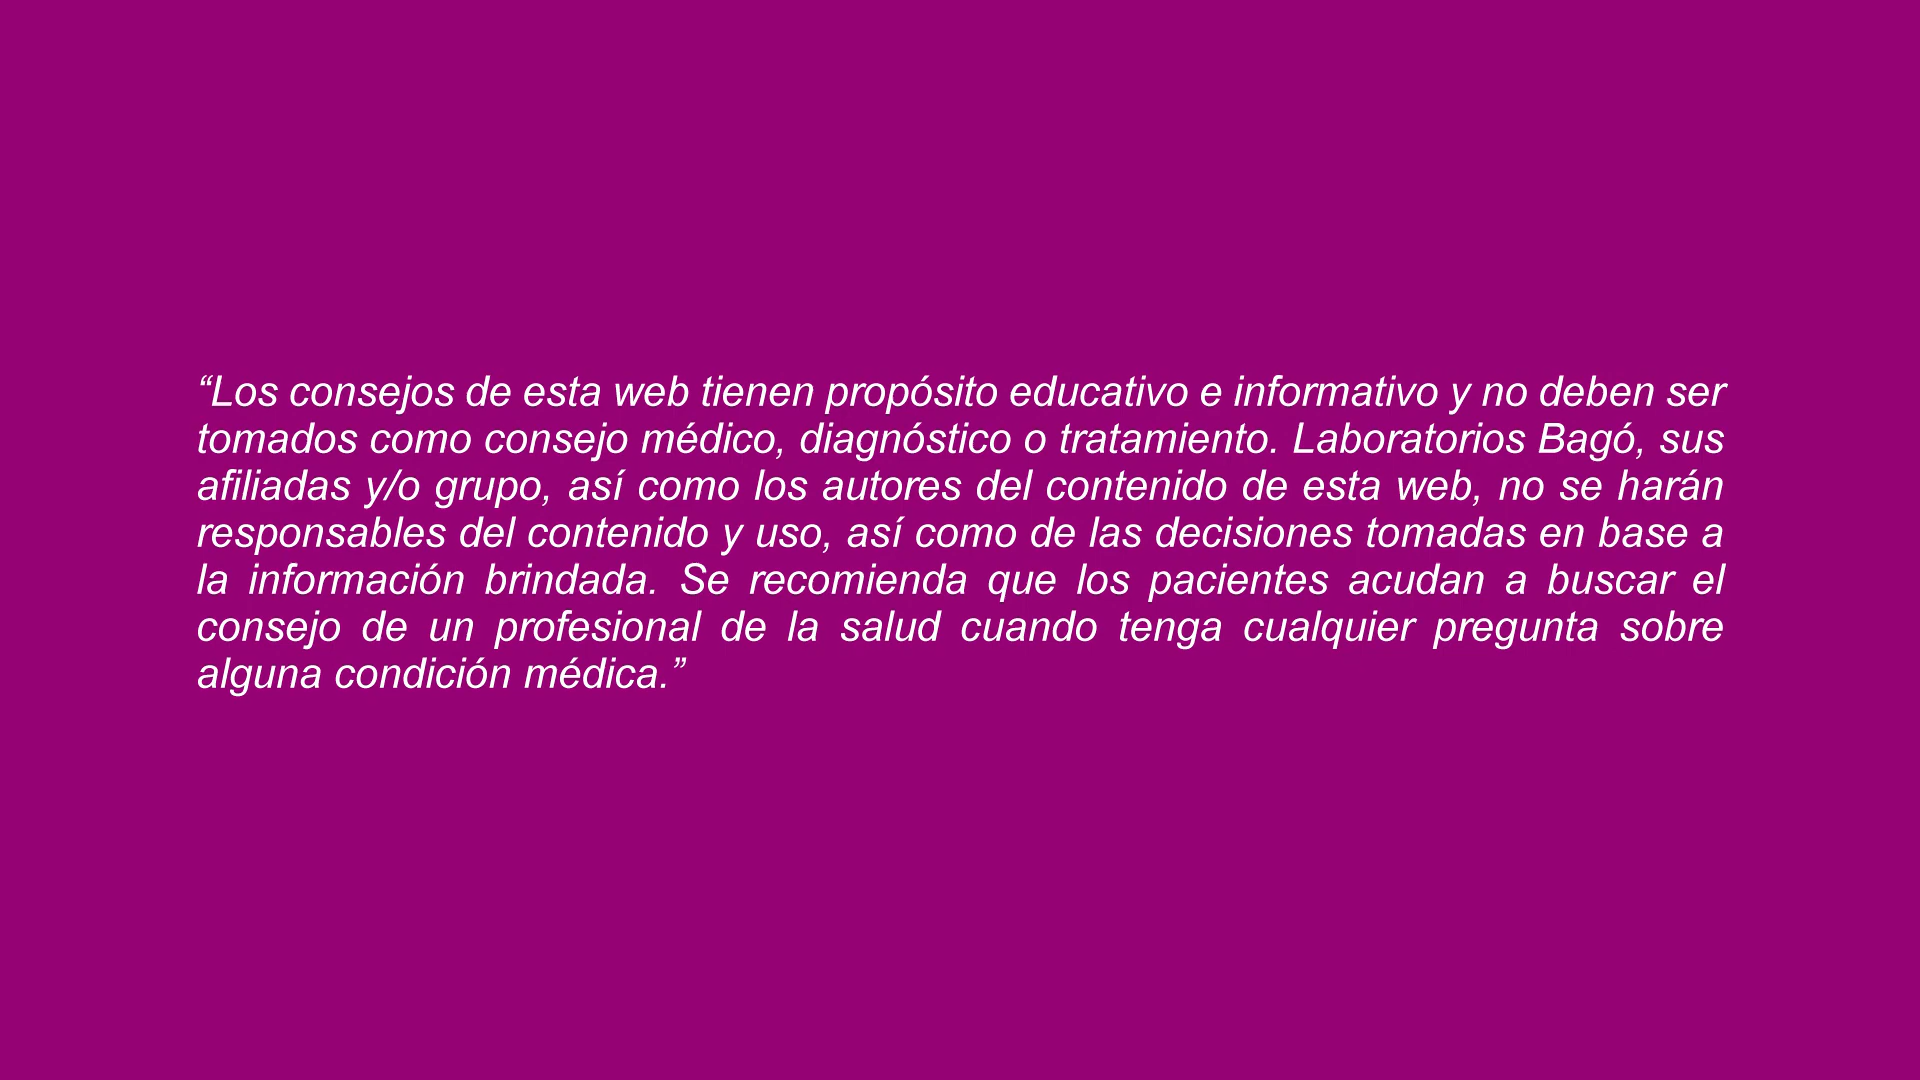 “Los consejos de esta web tienen propósito educativo e informativo y no deben ser
tomados como consejo médico, diagnóstico o tratamiento. Laboratorios Bagó, sus
afiliadas y/o grupo, así como los autores del contenido de esta web, no se harán
responsables del contenido y uso, así como de las decisiones tomadas en base a
la información brindada. Se recomienda que los pacientes acudan a buscar el
consejo de un profesional de la salud cuando tenga cualquier pregunta sobre
alguna condición médica.”